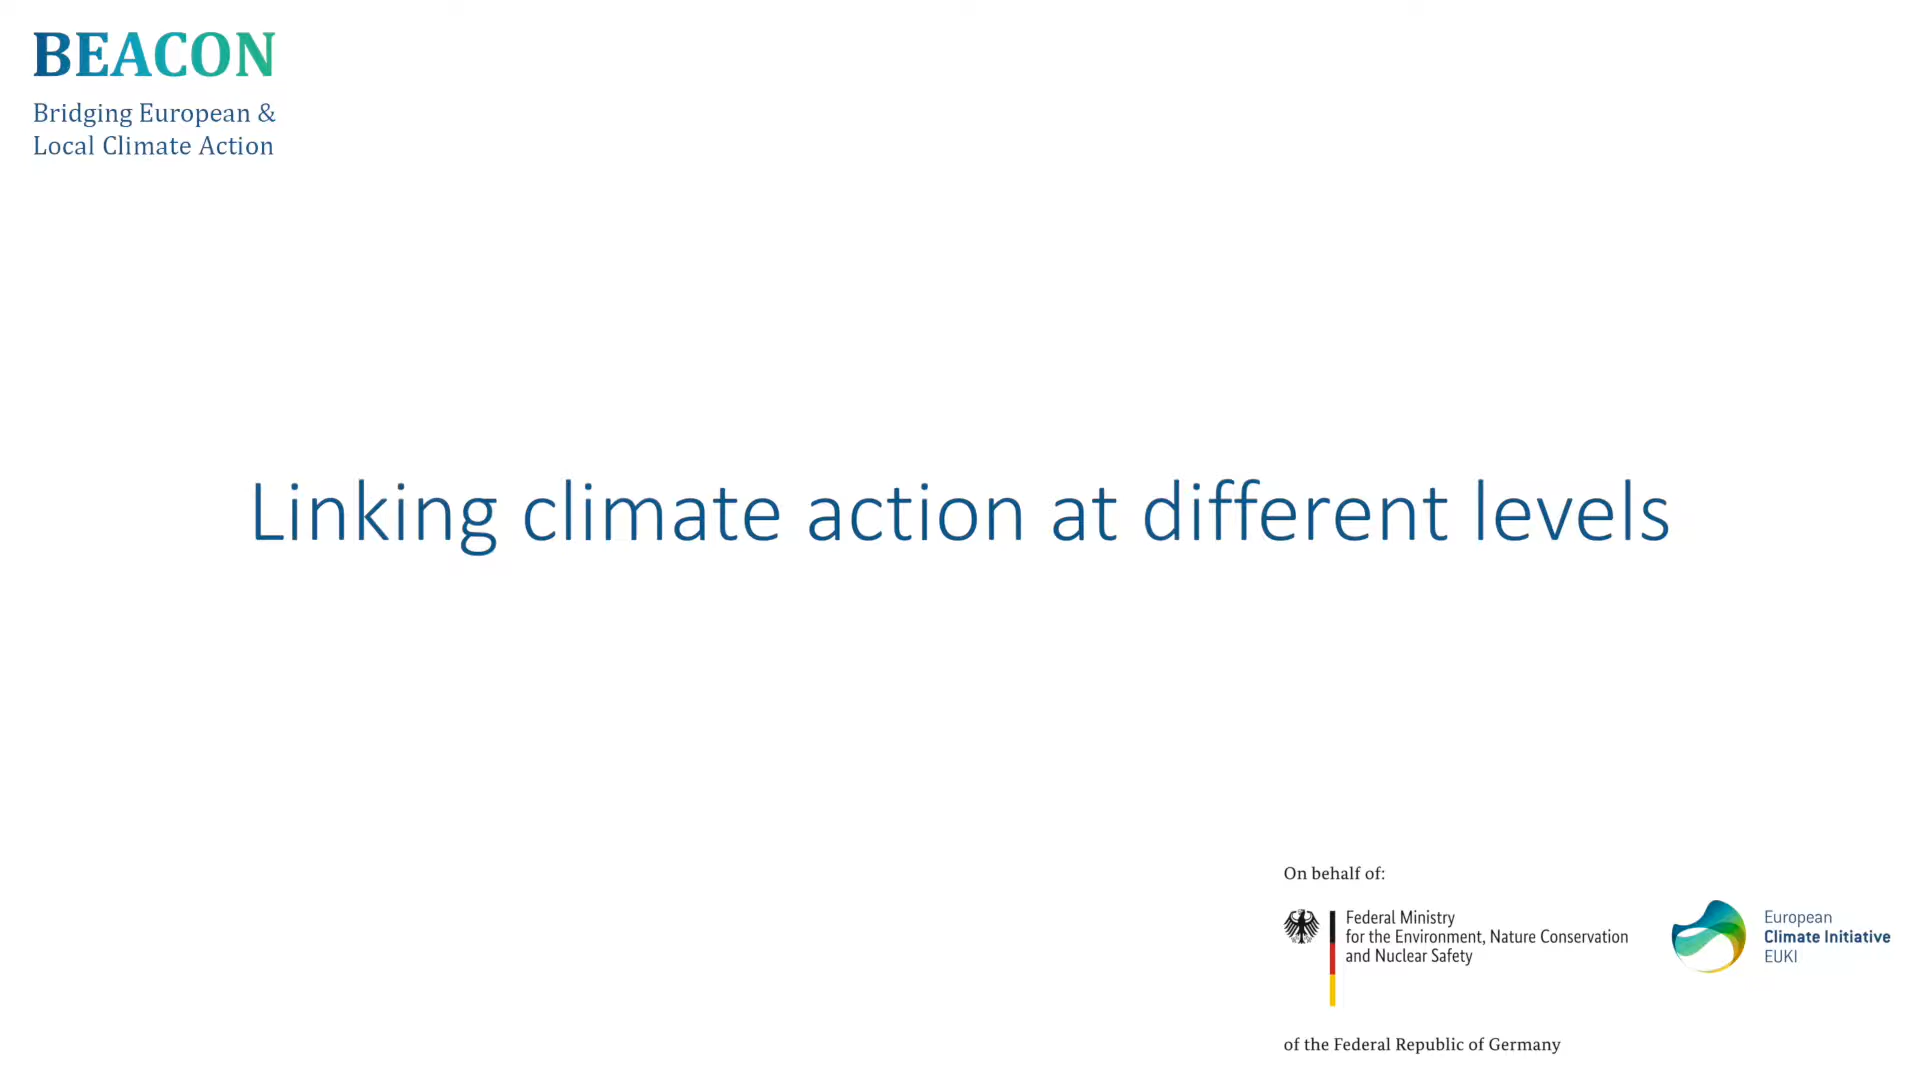 BEACON
Bridging European &
Local Climate Action
Linking climate action at different levels
On behalf of:
Federal Ministry
for the Environment, Nature Conservation
and Nuclear Safety
European
Climate Initiative
EUKI
of the Federal Republic of Germany